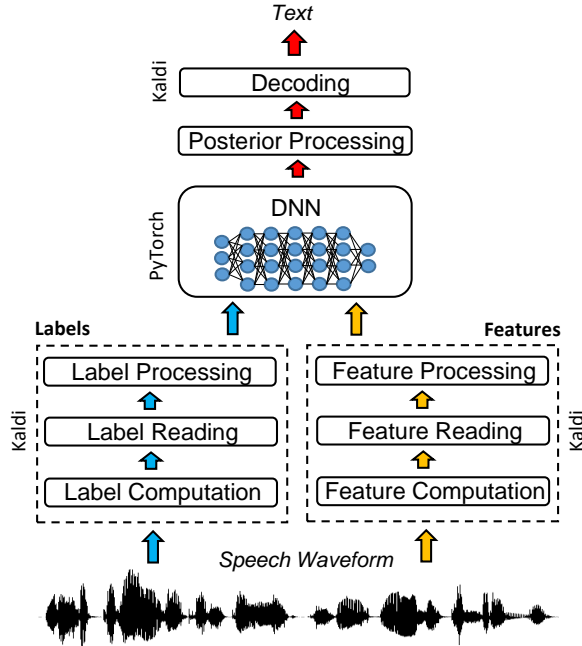 Text
Kaldi
Decoding
Posterior Processing
PyTorch
DNN
Labels
Features
Kaldi
Label Processing
Label Reading
Label Computation
Feature Processing
Feature Reading
Feature Computation
Kaldi
Speech Waveform